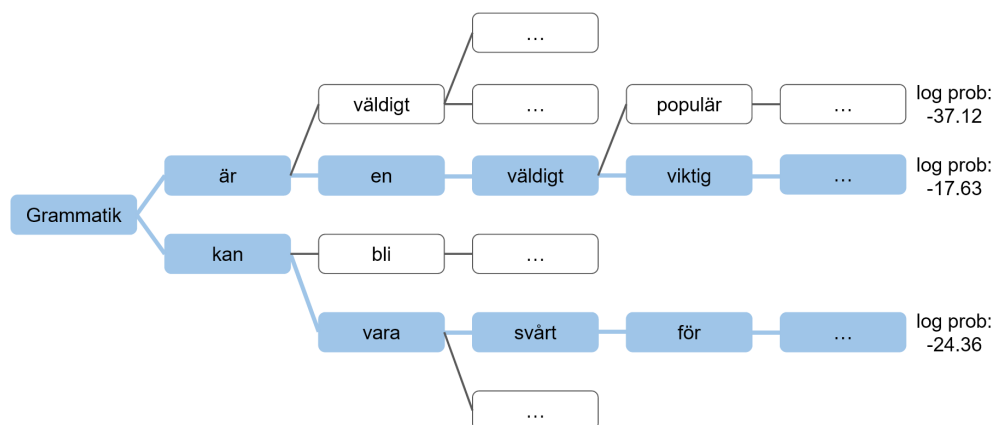 …
väldigt
…
populär
…
log prob:
-37.12
är
en
väldigt
viktig
…
log prob:
-17.63
Grammatik
kan
bli
…
vara
svårt
för
…
log prob:
-24.36
…